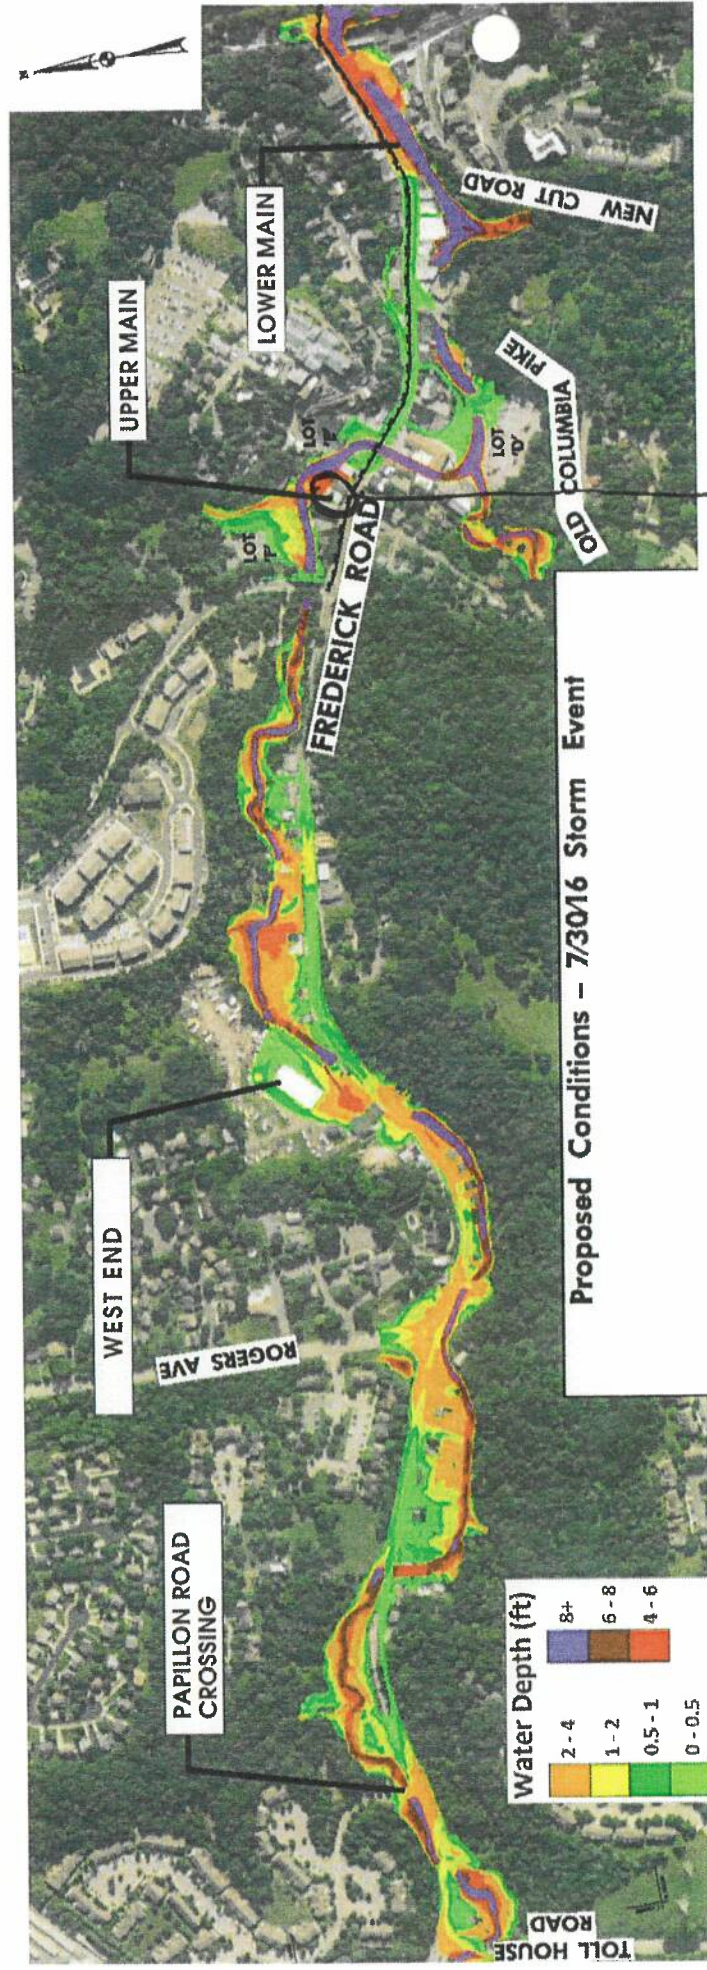 N
UPPER MAIN
LOWER MAIN
NEW CUT ROAD
WEST END
ROGERS AVE
PAPILLON ROAD
CROSSING
LOT
'F'
LOT
'E'
LOT
'D'
FREDERICK ROAD
OLD COLUMBIA
PIKE
TOLL HOUSE
ROAD
Water Depth (ft)
2 - 4
1 - 2
0.5 - 1
0 - 0.5
8+
6 - 8
4 - 6
Proposed Conditions – 7/30/16 Storm Event